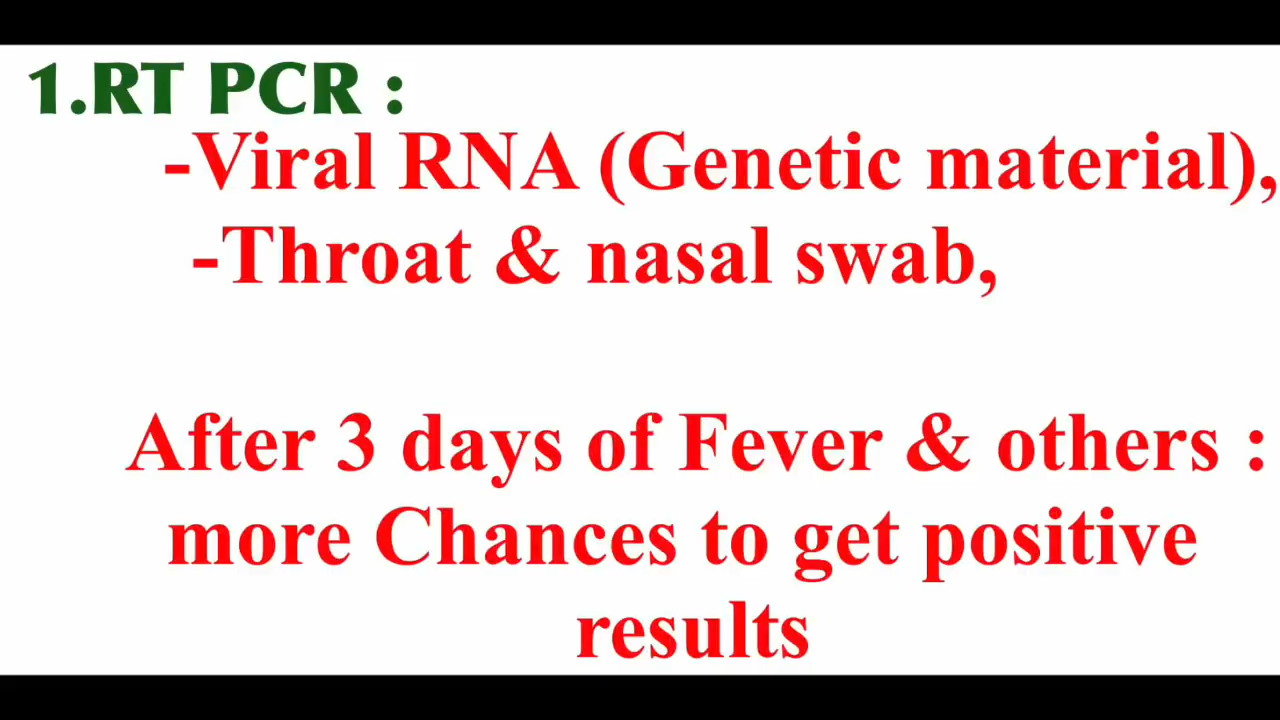 1.RT PCR :
-Viral RNA (Genetic material),
-Throat & nasal swab,
After 3 days of Fever & others :
more Chances to get positive
results